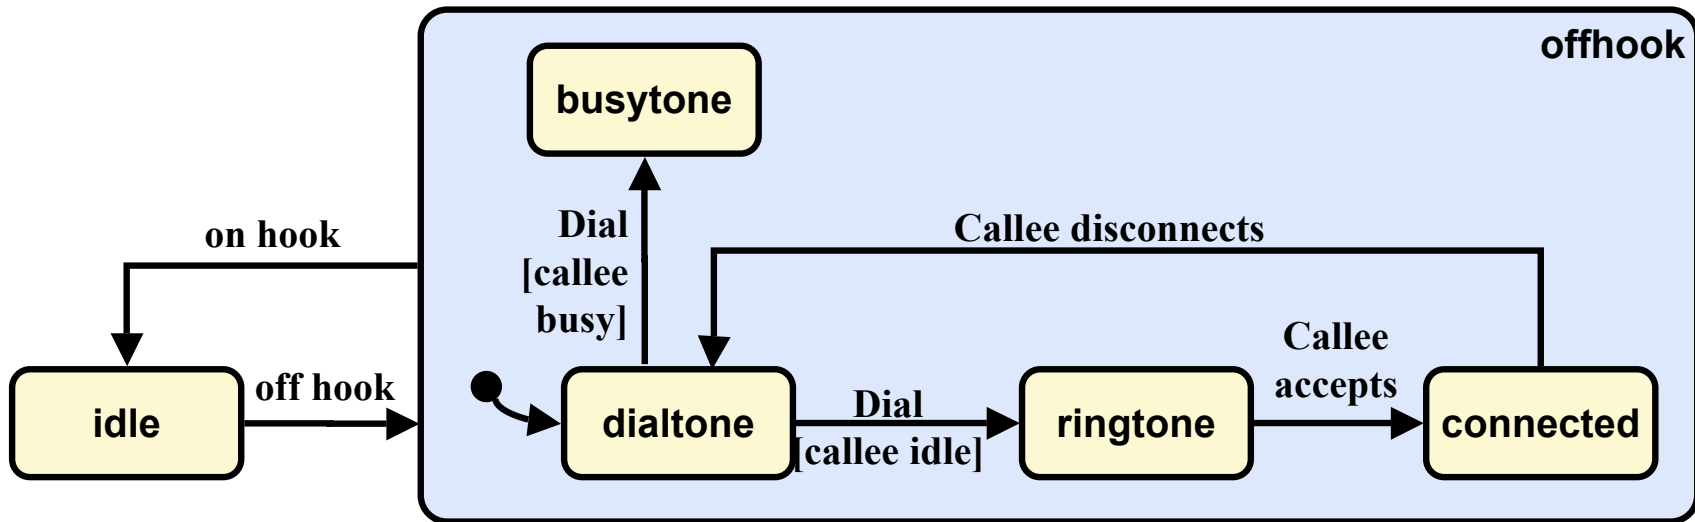 offhook
busytone
on hook
Dial
[callee
busy]
Callee disconnects
Callee
accepts
off hook
idle
dialtone
Dial
[callee idle]
ringtone
connected